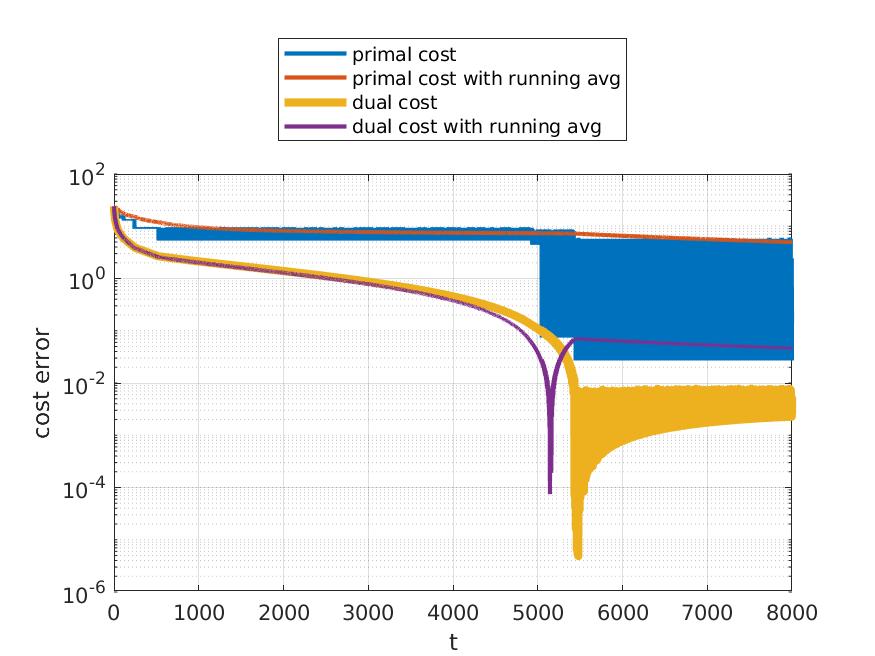 primal cost
primal cost with running avg
dual cost
dual cost with running avg
10^2
10^0
10^-2
10^-4
10^-6
cost error
0 1000 2000 3000 4000 5000 6000 7000 8000
t